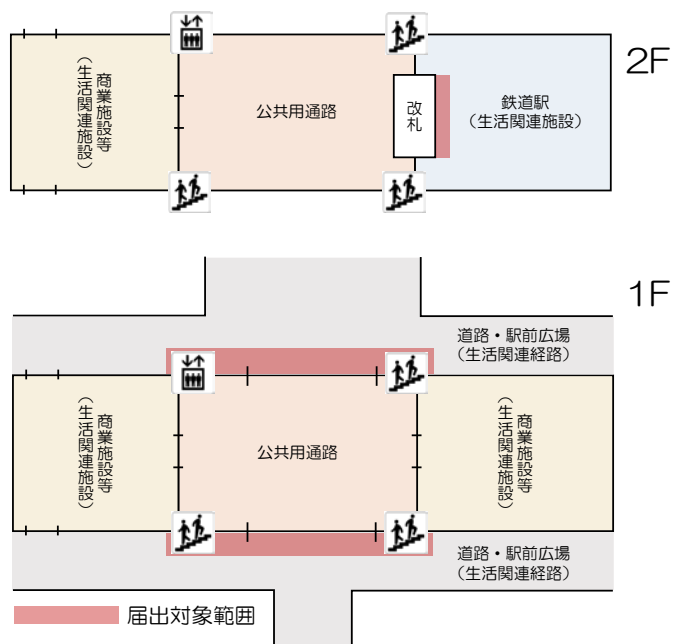 2F
商業施設等
（生活関連施設）
公共用通路
改札
鉄道駅
（生活関連施設）
1F
道路・駅前広場
（生活関連経路）
商業施設等
（生活関連施設）
公共用通路
商業施設等
（生活関連施設）
道路・駅前広場
（生活関連経路）
届出対象範囲